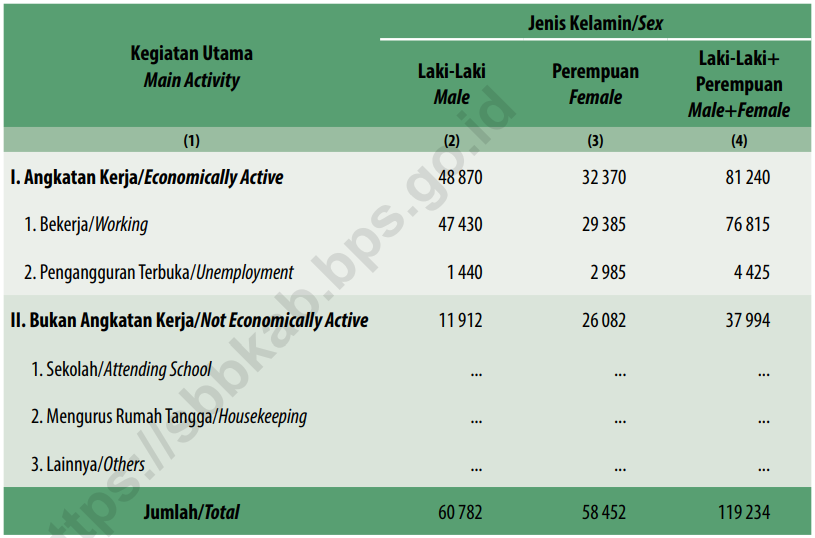 Kegiatan Utama
Main Activity
Jenis Kelamin/Sex
Laki-Laki
Male
Perempuan
Female
Laki-Laki+
Perempuan
Male+Female
(1) (2) (3) (4)
I. Angkatan Kerja/Economically Active 48 870 32 370 81 240
1. Bekerja/Working 47 430 29 385 76 815
2. Pengangguran Terbuka/Unemployment 1 440 2 985 4 425
II. Bukan Angkatan Kerja/Not Economically Active 11 912 26 082 37 994
1. Sekolah/Attending School ... ... ...
2. Mengurus Rumah Tangga/Housekeeping ... ... ...
3. Lainnya/Others ... ... ...
Jumlah/Total 60 782 58 452 119 234
ttps://sbbkab.bps.go.id